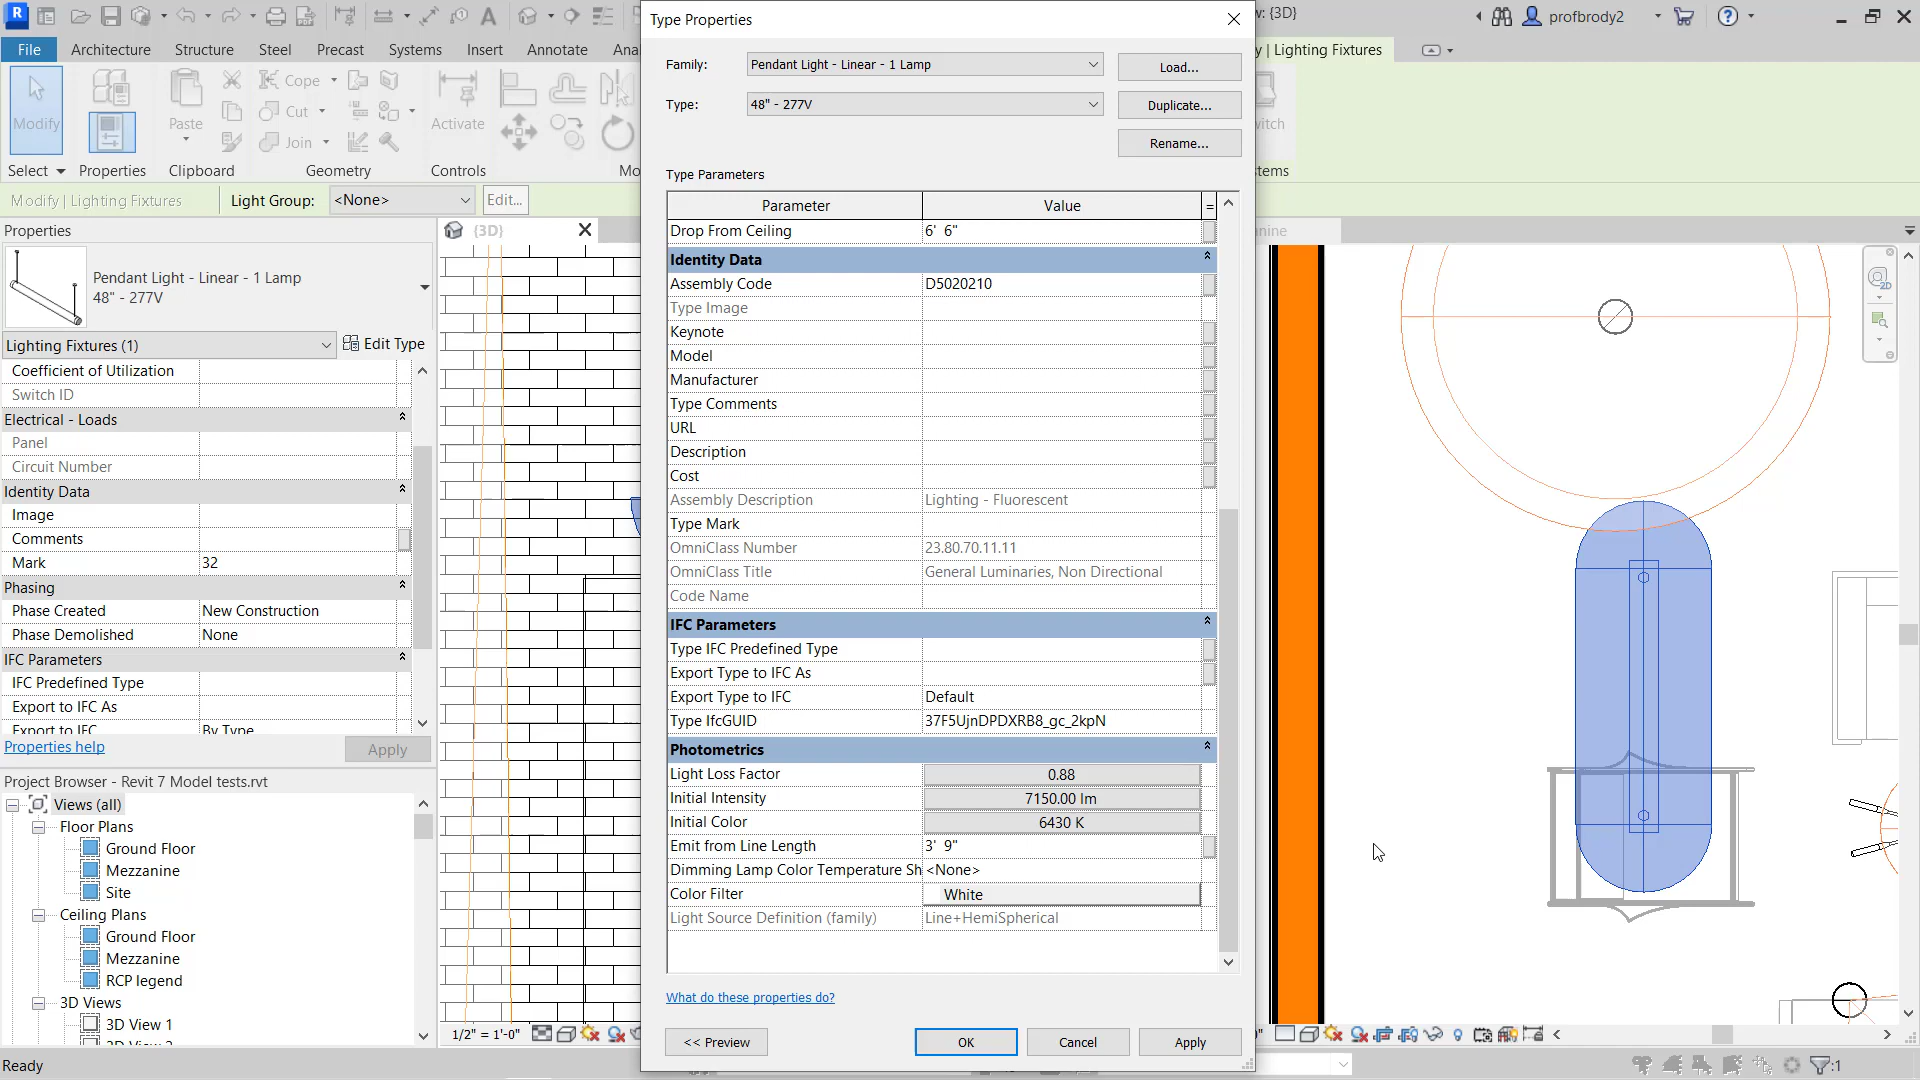 Type Properties
w: {3D}
profbrody2
File
Architecture
Structure
Steel
Precast
Systems
Insert
Annotate
Ana
y | Lighting Fixtures
Modify
Paste
Cope
Cut
Join
Activate
witch
Select
Properties
Clipboard
Geometry
Controls
Mo
stems
Modify | Lighting Fixtures
Light Group:
<None>
Edit...
Properties
{3D}
anine
Pendant Light - Linear - 1 Lamp
48" - 277V
Lighting Fixtures (1)
Edit Type
Coefficient of Utilization
Switch ID
Electrical - Loads
Panel
Circuit Number
Identity Data
Image
Comments
Mark 32
Phasing
Phase Created New Construction
Phase Demolished None
IFC Parameters
IFC Predefined Type
Export to IFC As
Export to IFC By Type
Properties help
Apply
Project Browser - Revit 7 Model tests.rvt
Views (all)
Floor Plans
Ground Floor
Mezzanine
Site
Ceiling Plans
Ground Floor
Mezzanine
RCP legend
3D Views
3D View 1
3D View 2
Ready
1/2" = 1'-0"
Family: Pendant Light - Linear - 1 Lamp
Load...
Type: 48" - 277V
Duplicate...
Rename...
Type Parameters
Parameter Value =
Drop From Ceiling 6' 6"
Identity Data
Assembly Code D5020210
Type Image
Keynote
Model
Manufacturer
Type Comments
URL
Description
Cost
Assembly Description Lighting - Fluorescent
Type Mark
OmniClass Number 23.80.70.11.11
OmniClass Title General Luminaries, Non Directional
Code Name
IFC Parameters
Type IFC Predefined Type
Export Type to IFC As
Export Type to IFC Default
Type IfcGUID 37F5UjnDPDXRB8_gc_2kpN
Photometrics
Light Loss Factor 0.88
Initial Intensity 7150.00 lm
Initial Color 6430 K
Emit from Line Length 3' 9"
Dimming Lamp Color Temperature Sh <None>
Color Filter White
Light Source Definition (family) Line+HemiSpherical
What do these properties do?
<< Preview
OK
Cancel
Apply
2D
:1